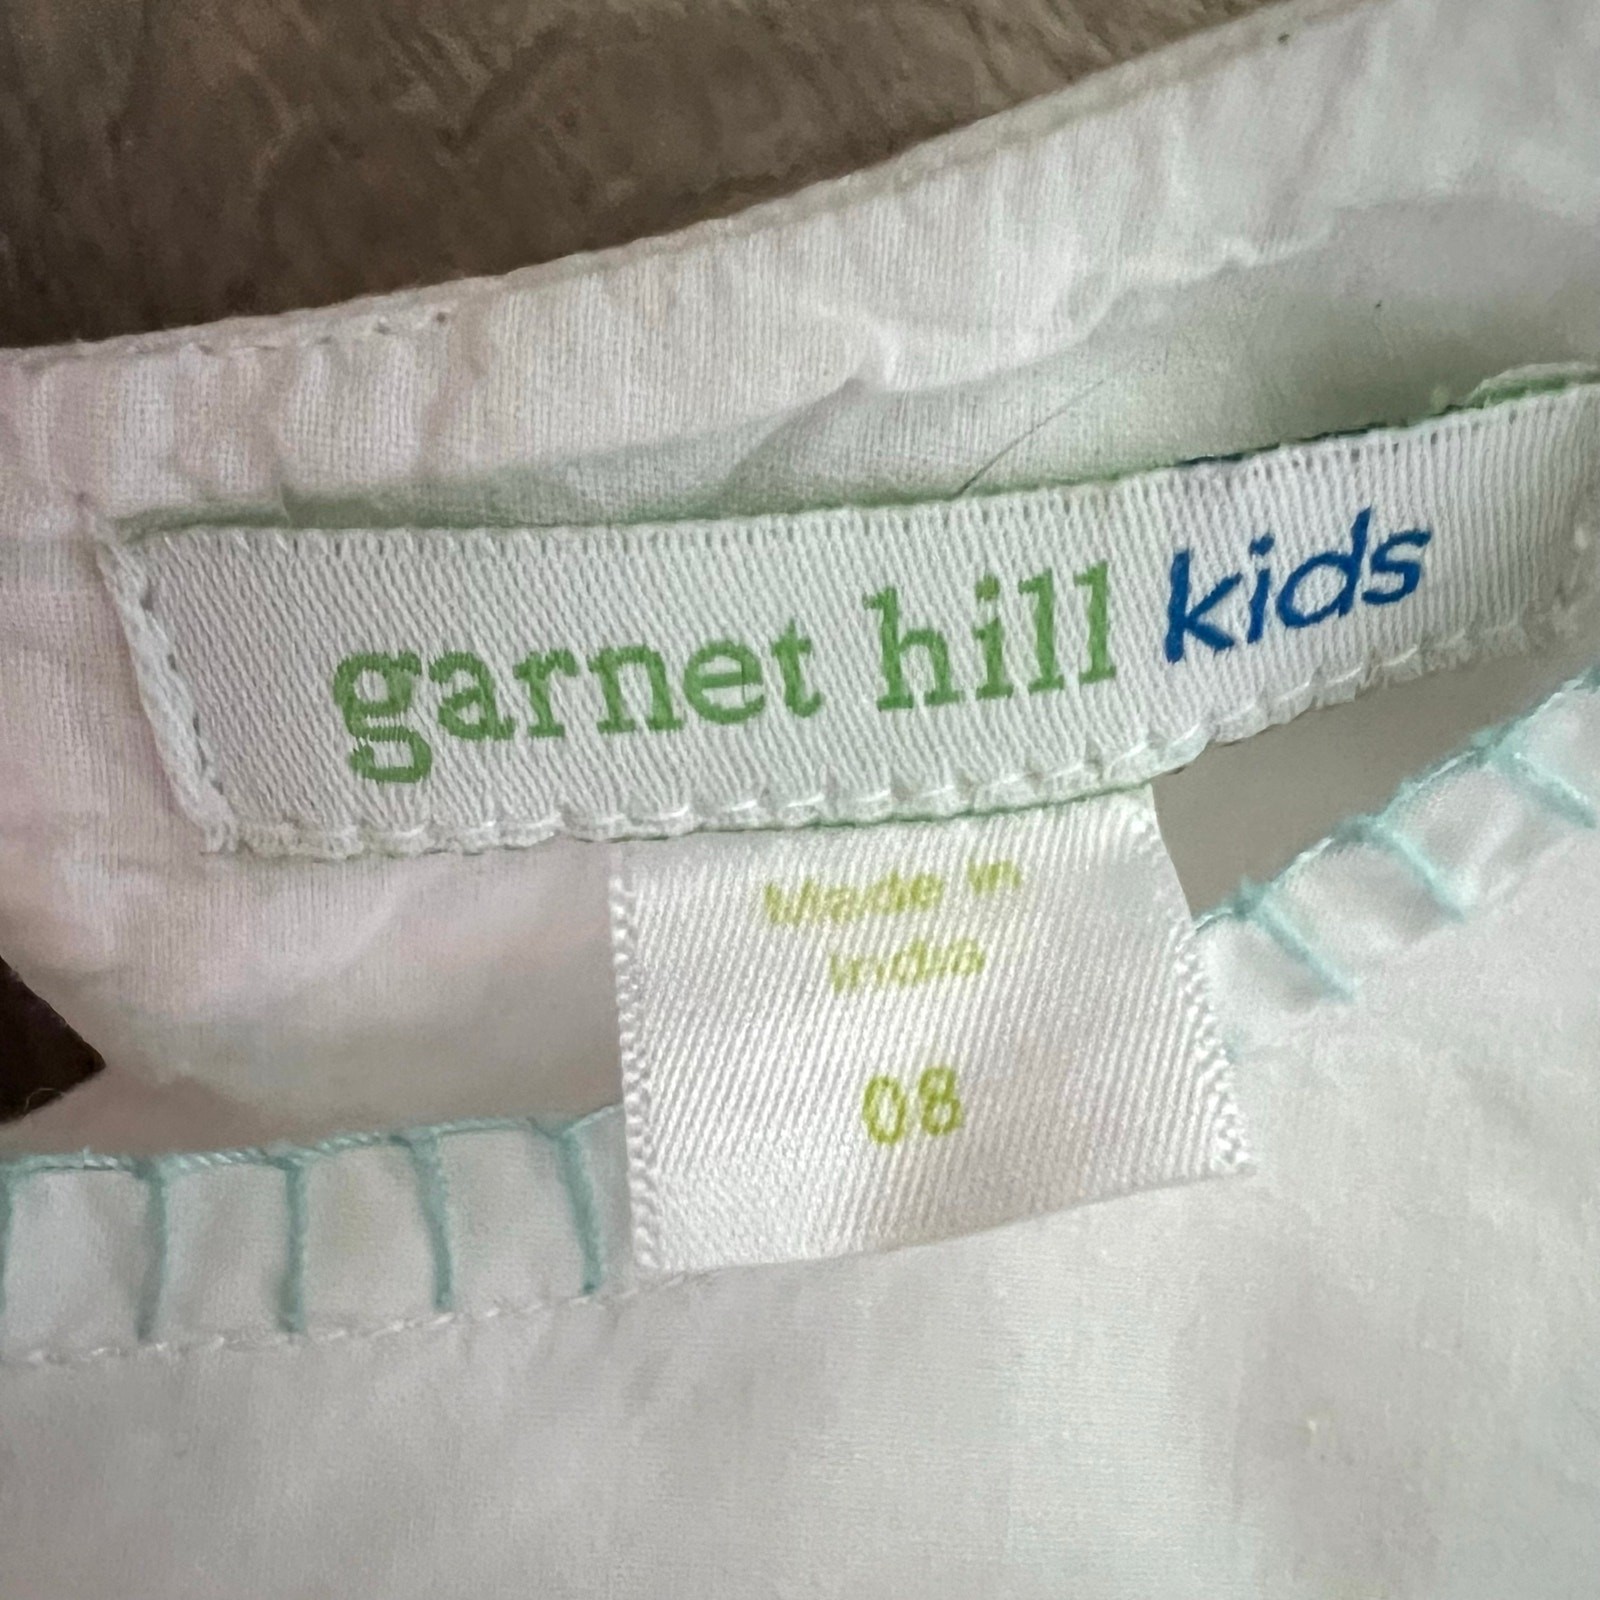 garnet hill kids
Made in
India
08